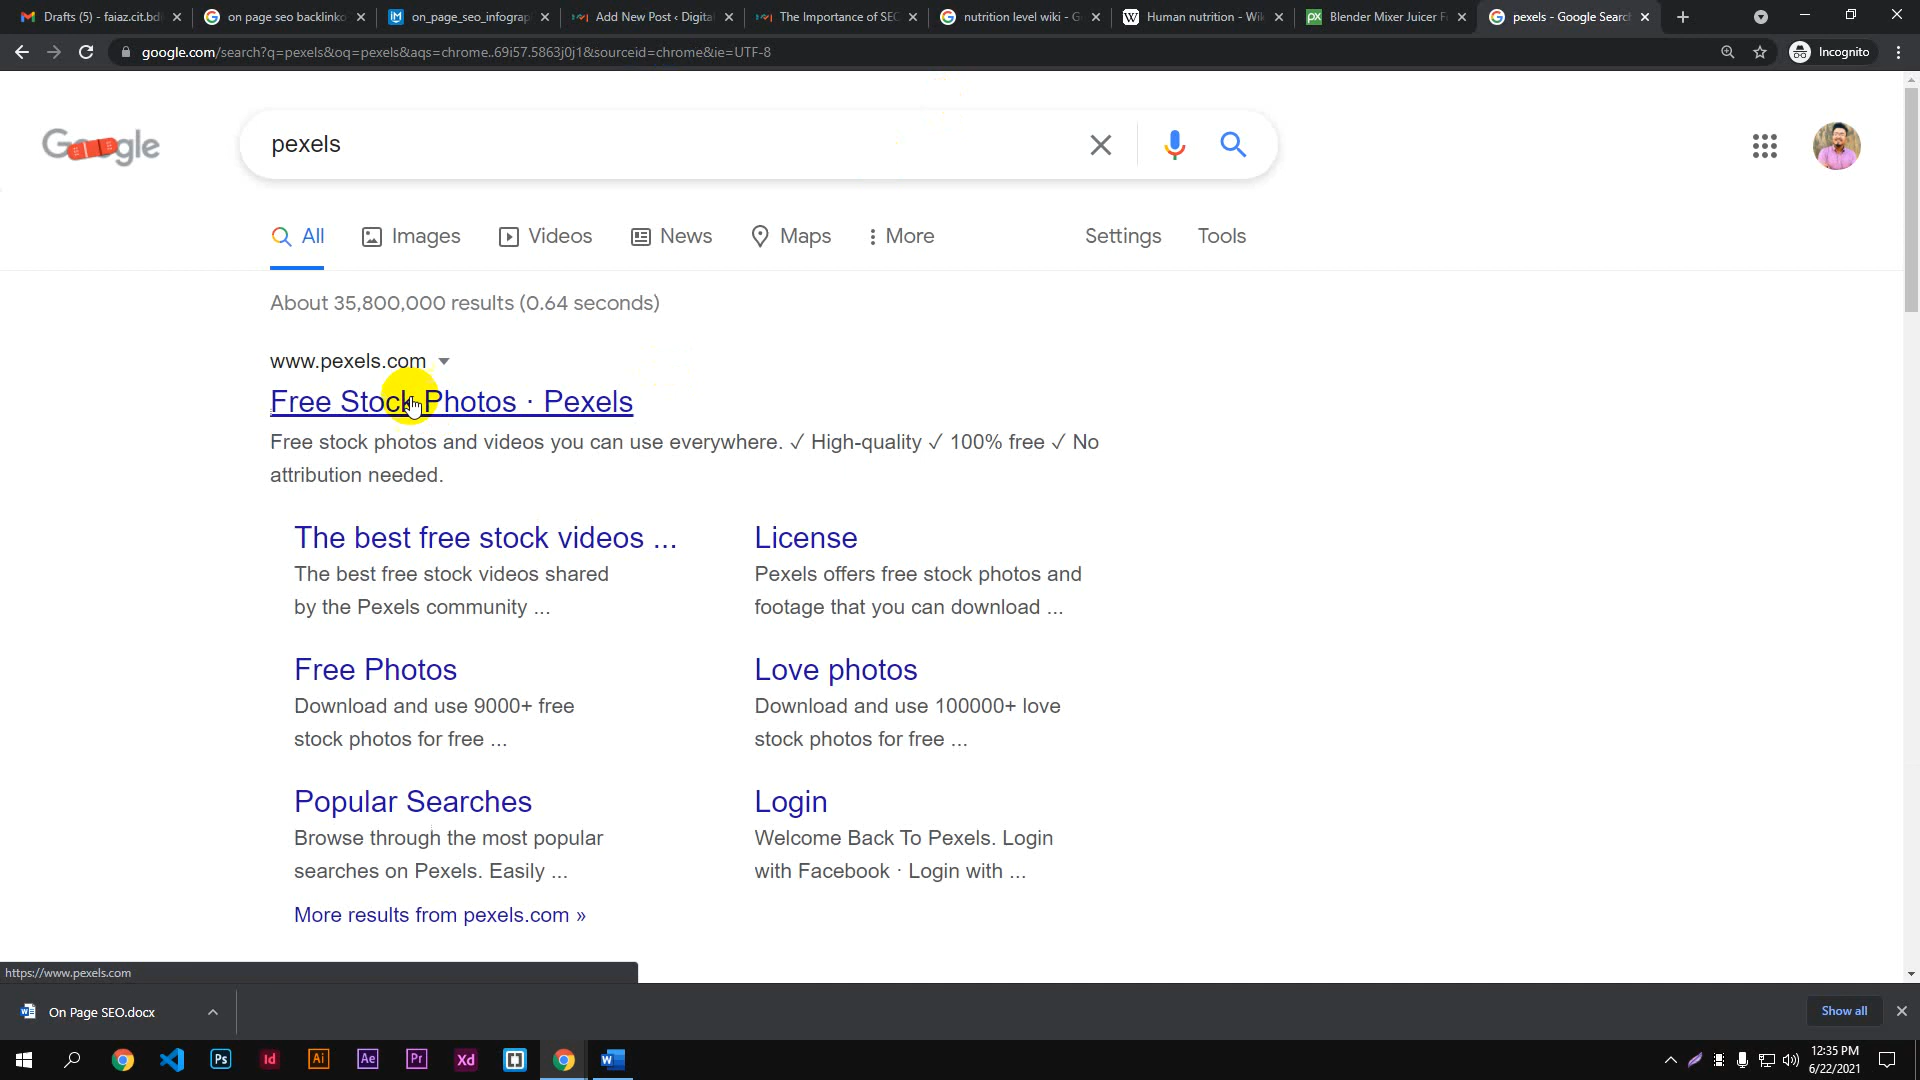 Drafts (5) - faiaz.cit.bd
on page seo backlinko
on_page_seo_infograp
Add New Post ‹ Digita
The Importance of SEO
nutrition level wiki - G
Human nutrition - Wik
Blender Mixer Juicer F
pexels - Google Search
google.com/search?q=pexels&oq=pexels&aqs=chrome..69i57.5863j0j1&sourceid=chrome&ie=UTF-8
Incognito
Google
pexels
All
Images
Videos
News
Maps
More
Settings
Tools
About 35,800,000 results (0.64 seconds)
www.pexels.com
Free Stock Photos · Pexels
Free stock photos and videos you can use everywhere. ✓ High-quality ✓ 100% free ✓ No
attribution needed.
The best free stock videos ...
The best free stock videos shared
by the Pexels community ...
License
Pexels offers free stock photos and
footage that you can download ...
Free Photos
Download and use 9000+ free
stock photos for free ...
Love photos
Download and use 100000+ love
stock photos for free ...
Popular Searches
Browse through the most popular
searches on Pexels. Easily ...
Login
Welcome Back To Pexels. Login
with Facebook · Login with ...
More results from pexels.com »
https://www.pexels.com
On Page SEO.docx
Show all
Ps
Id
Ai
Ae
Pr
Xd
12:35 PM
6/22/2021